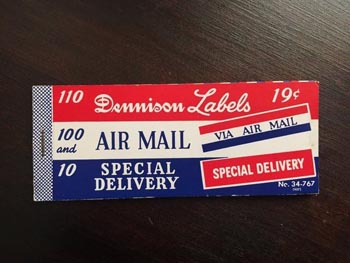 110 Dennison Labels 19¢
100 and AIR MAIL
VIA AIR MAIL
10 SPECIAL DELIVERY
SPECIAL DELIVERY
No. 34-767